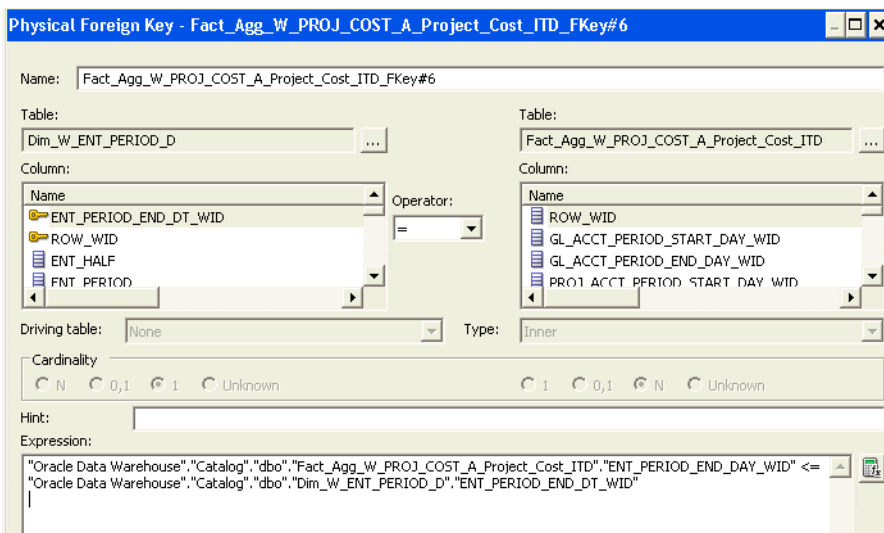 Physical Foreign Key - Fact_Agg_W_PROJ_COST_A_Project_Cost_ITD_FKey#6
Name: Fact_Agg_W_PROJ_COST_A_Project_Cost_ITD_FKey#6
Table: Table:
Dim_W_ENT_PERIOD_D ... Fact_Agg_W_PROJ_COST_A_Project_Cost_ITD ...
Column: Operator: Column:
Name Name
ENT_PERIOD_END_DT_WID = ROW_WID
ROW_WID GL_ACCT_PERIOD_START_DAY_WID
ENT_HALF GL_ACCT_PERIOD_END_DAY_WID
ENT_PERIOD PROJ_ACCT_PERIOD_START_DAY_WID
Driving table: None Type: Inner
Cardinality
N 0,1 1 Unknown 1 0,1 N Unknown
Hint:
Expression:
"Oracle Data Warehouse"."Catalog"."dbo"."Fact_Agg_W_PROJ_COST_A_Project_Cost_ITD"."ENT_PERIOD_END_DAY_WID" <=
"Oracle Data Warehouse"."Catalog"."dbo"."Dim_W_ENT_PERIOD_D"."ENT_PERIOD_END_DT_WID"